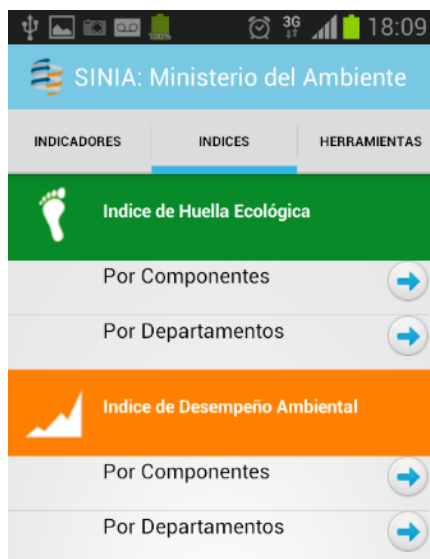 100%
3G
18:09
SINIA: Ministerio del Ambiente
INDICADORES
INDICES
HERRAMIENTAS
Indice de Huella Ecológica
Por Componentes
Por Departamentos
Indice de Desempeño Ambiental
Por Componentes
Por Departamentos